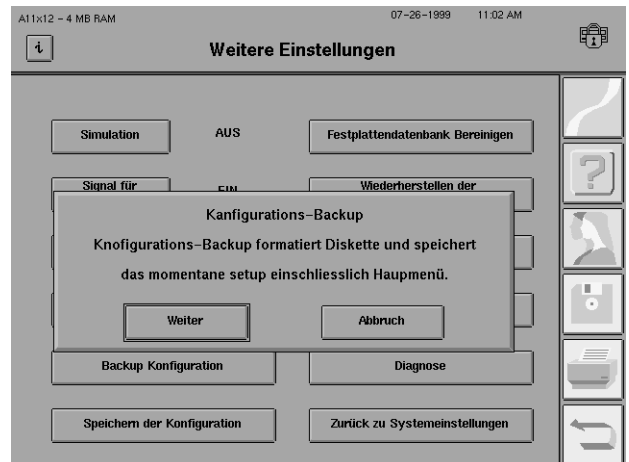 A11x12 – 4 MB RAM
07–26–1999 11:02 AM
i
Weitere Einstellungen
Simulation
AUS
Festplattendatenbank Bereinigen
Signal für
EIN
Wiederherstellen der
Kanfigurations–Backup
Knofigurations–Backup formatiert Diskette und speichert
das momentane setup einschliesslich Haupmenü.
Weiter
Abbruch
Backup Konfiguration
Diagnose
Speichern der Konfiguration
Zurück zu Systemeinstellungen